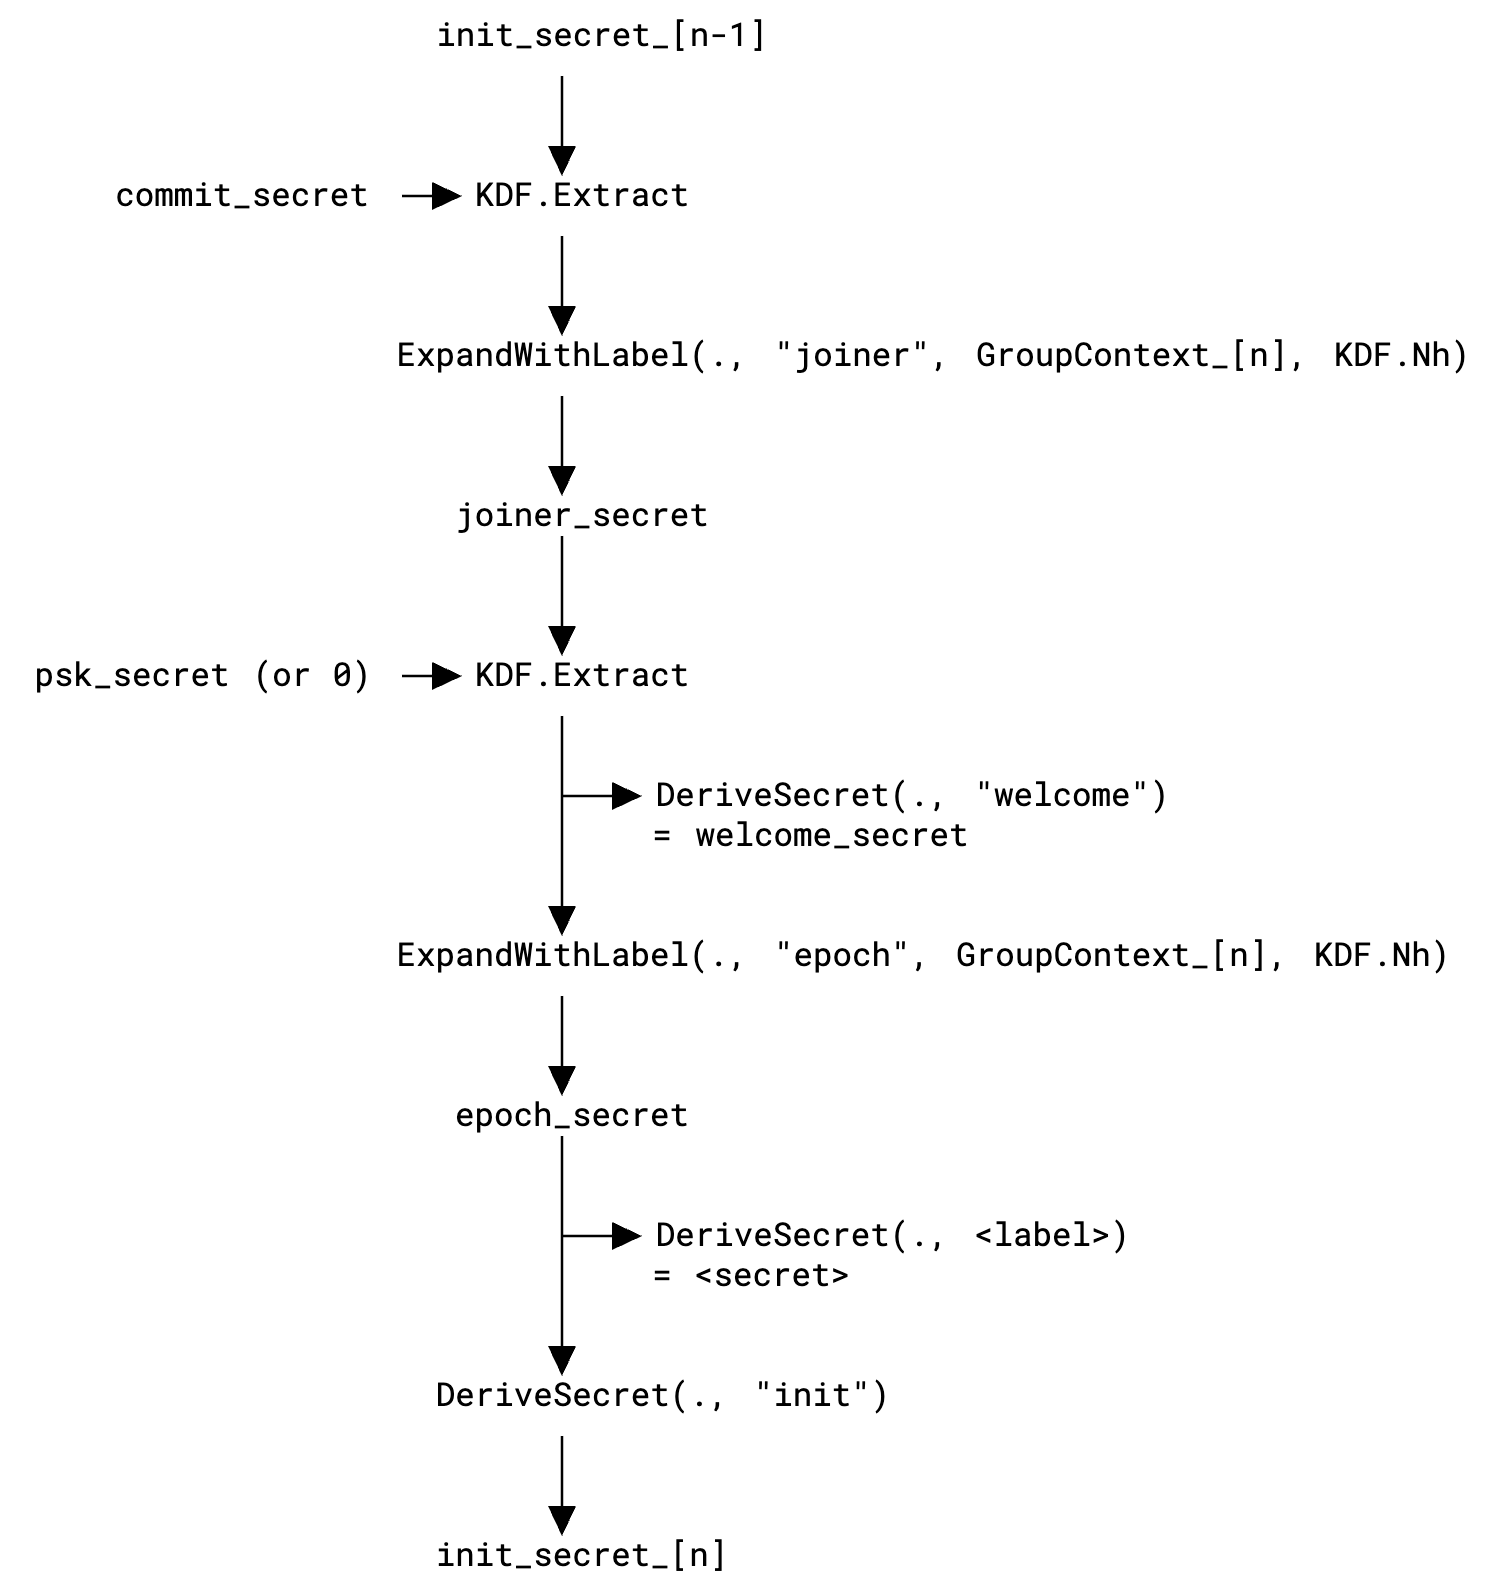 init_secret_[n-1]
commit_secret KDF.Extract
ExpandWithLabel(., "joiner", GroupContext_[n], KDF.Nh)
joiner_secret
psk_secret (or 0) KDF.Extract
DeriveSecret(., "welcome")
= welcome_secret
ExpandWithLabel(., "epoch", GroupContext_[n], KDF.Nh)
epoch_secret
DeriveSecret(., <label>)
= <secret>
DeriveSecret(., "init")
init_secret_[n]